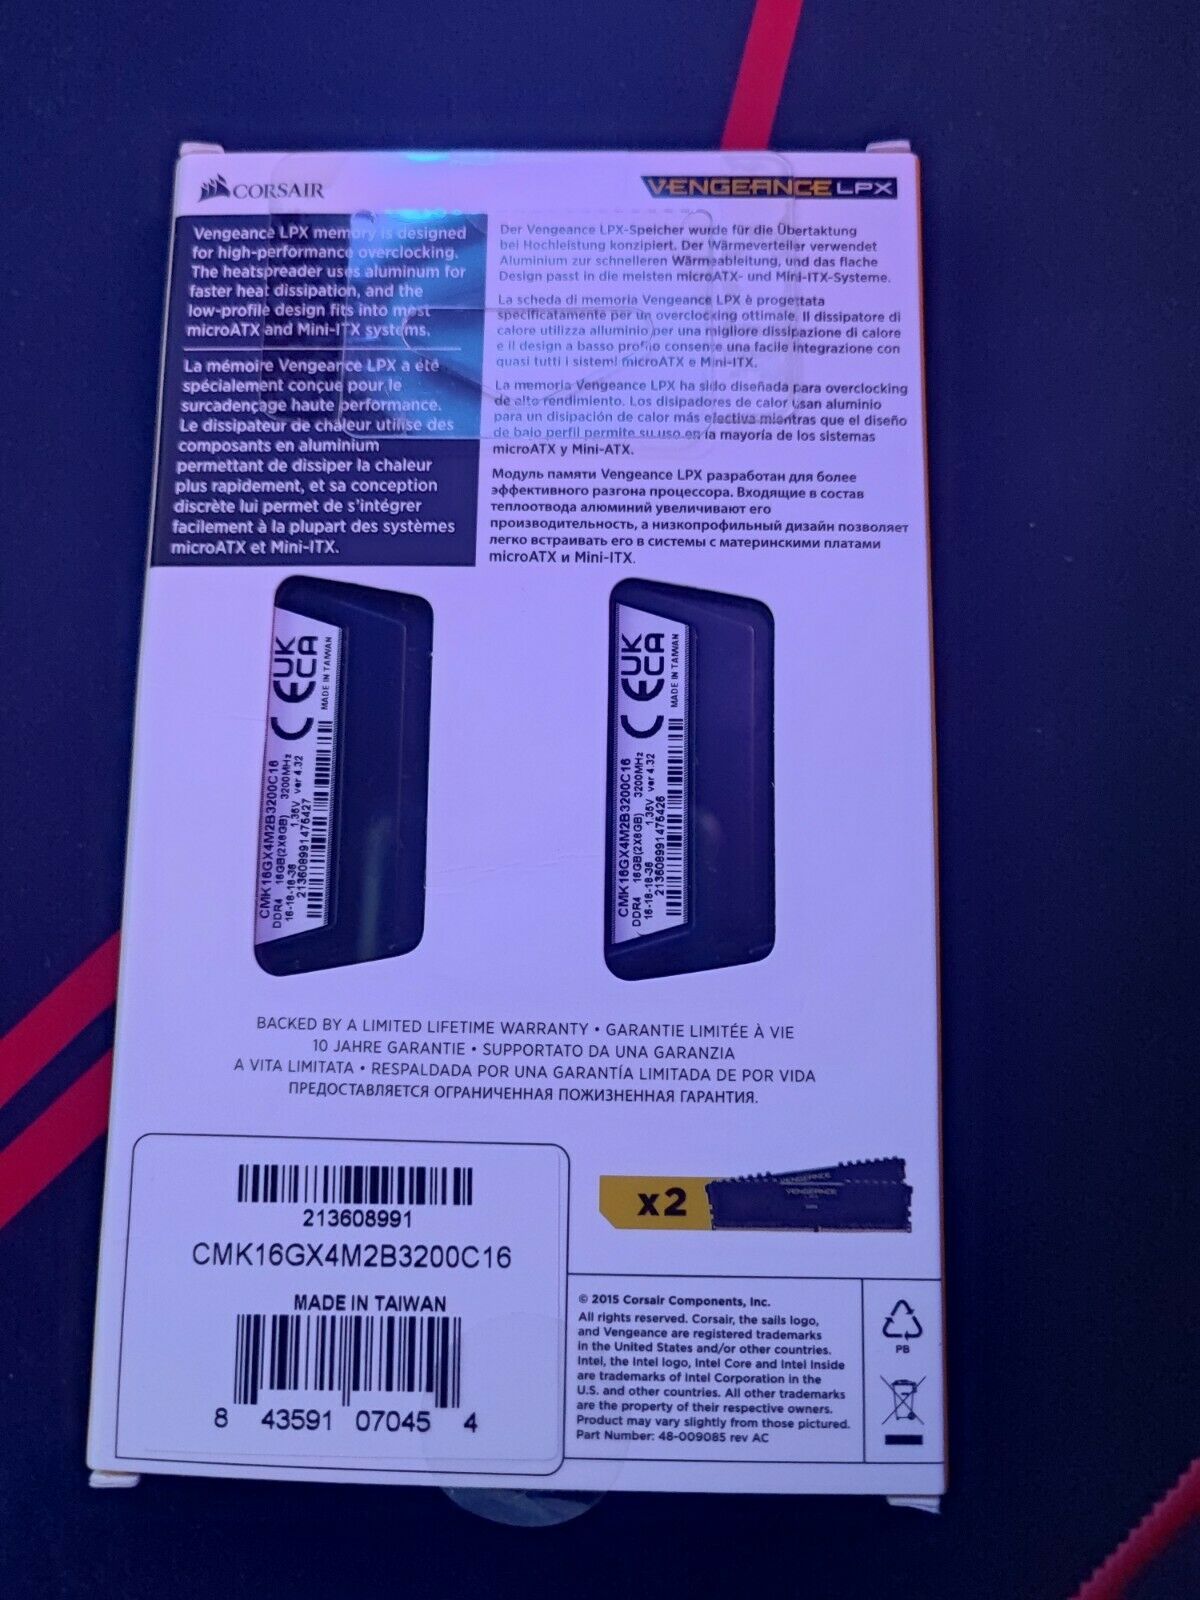 CORSAIR
VENGEANCE LPX
Vengeance LPX memory is designed
for high-performance overclocking.
The heatspreader uses aluminum for
faster heat dissipation, and the
low-profile design fits into most
microATX and Mini-ITX systems.
La mémoire Vengeance LPX a été
spécialement conçue pour le
surcadençage haute performance.
Le dissipateur de chaleur utilise des
composants en aluminium
permettant de dissiper la chaleur
plus rapidement, et sa conception
discrète lui permet de s'intégrer
facilement à la plupart des systèmes
microATX et Mini-ITX.
Der Vengeance LPX-Speicher wurde für die Übertaktung
bei Hochleistung konzipiert. Der Wärmeverteiler verwendet
Aluminium zur schnelleren Wärmeableitung, und das flache
Design passt in die meisten microATX- und Mini-ITX-Systeme.
La scheda di memoria Vengeance LPX è progettata
specificatamente per un overclocking ottimale. Il dissipatore di
calore utilizza alluminio per una migliore dissipazione di calore
e il design a basso profilo consente una facile integrazione con
quasi tutti i sistemi microATX e Mini-ITX.
La memoria Vengeance LPX ha sido diseñada para overclocking
de alto rendimiento. Los disipadores de calor usan aluminio
para un disipación de calor más efectiva mientras que el diseño
de bajo perfil permite su uso en la mayoría de los sistemas
microATX y Mini-ATX.
Модуль памяти Vengeance LPX разработан для более
эффективного разгона процессора. Входящие в состав
теплоотвода алюминий увеличивают его
производительность, а низкопрофильный дизайн позволяет
легко встраивать его в системы с материнскими платами
microATX и Mini-ITX.
CMK16GX4M2B3200C16
DDR4 16GB(2X8GB) 3200MHz
16-18-18-36 1.35V ver 4.32
213608991475427
CE UK CA
MADE IN TAIWAN
CMK16GX4M2B3200C16
DDR4 16GB(2X8GB) 3200MHz
16-18-18-36 1.35V ver 4.32
213608991475426
CE UK CA
MADE IN TAIWAN
BACKED BY A LIMITED LIFETIME WARRANTY • GARANTIE LIMITÉE À VIE
10 JAHRE GARANTIE • SUPPORTATO DA UNA GARANZIA
A VITA LIMITATA • RESPALDADA POR UNA GARANTÍA LIMITADA DE POR VIDA
ПРЕДОСТАВЛЯЕТСЯ ОГРАНИЧЕННАЯ ПОЖИЗНЕННАЯ ГАРАНТИЯ.
213608991
CMK16GX4M2B3200C16
MADE IN TAIWAN
8 43591 07045 4
x2
VENGEANCE
VENGEANCE
© 2015 Corsair Components, Inc.
All rights reserved. Corsair, the sails logo,
and Vengeance are registered trademarks
in the United States and/or other countries.
Intel, the Intel logo, Intel Core and Intel Inside
are trademarks of Intel Corporation in the
U.S. and other countries. All other trademarks
are the property of their respective owners.
Product may vary slightly from those pictured.
Part Number: 48-009085 rev AC
PB